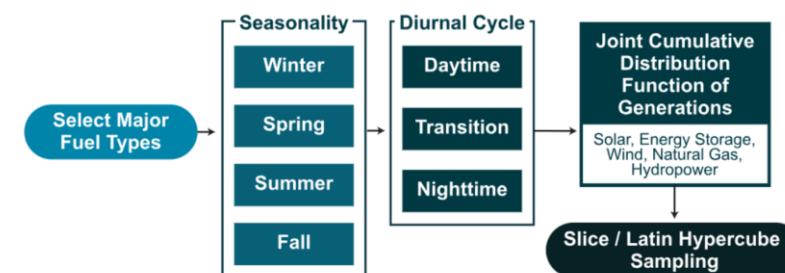 Select Major
Fuel Types
Seasonality
Winter
Spring
Summer
Fall
Diurnal Cycle
Daytime
Transition
Nighttime
Joint Cumulative
Distribution
Function of
Generations
Solar, Energy Storage,
Wind, Natural Gas,
Hydropower
Slice / Latin Hypercube
Sampling